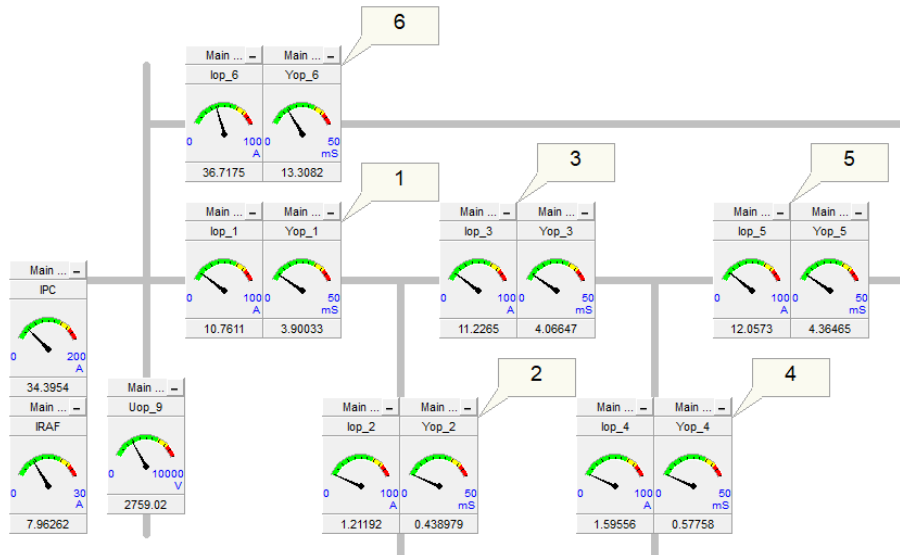 6
Main ... Main ...
Iop_6 Yop_6
0 100 0 50
A mS
36.7175 13.3082
1 3 5
Main ... Main ... Main ... Main ... Main ... Main ...
Iop_1 Yop_1 Iop_3 Yop_3 Iop_5 Yop_5
0 100 0 50 0 100 0 50 0 100 0 50
A mS A mS A mS
10.7611 3.90033 11.2265 4.06647 12.0573 4.36465
Main ...
IPC
0 200
A
34.3954
Main ...
IRAF
0 30
A
7.96262
Main ...
Uop_9
0 10000
V
2759.02
2 4
Main ... Main ... Main ... Main ...
Iop_2 Yop_2 Iop_4 Yop_4
0 100 0 50 0 100 0 50
A mS A mS
1.21192 0.438979 1.59556 0.57758